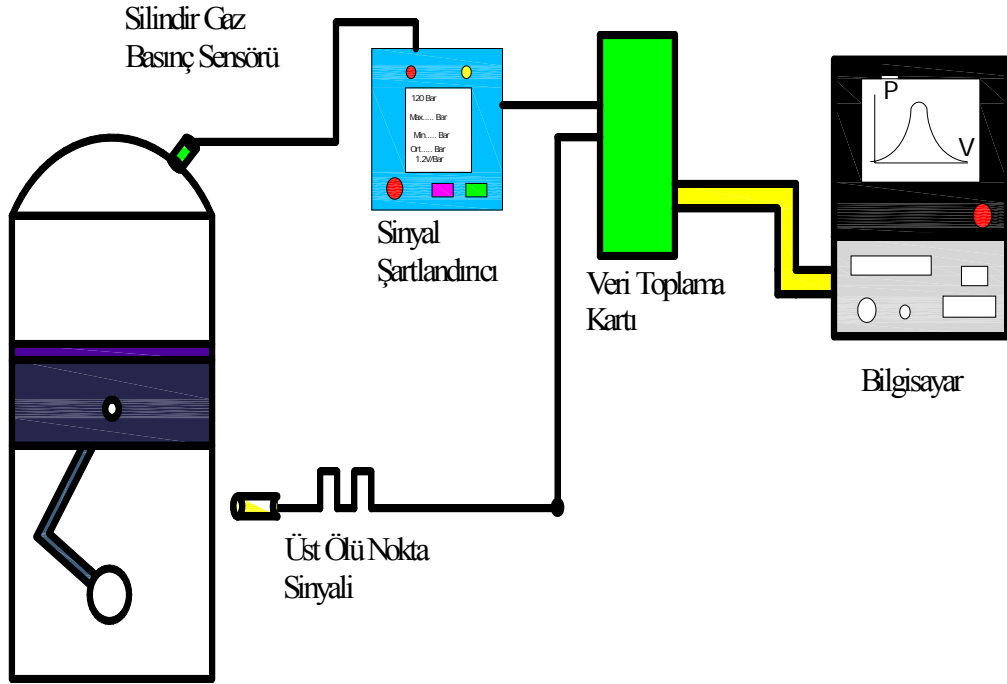 Silindir Gaz
Basınç Sensörü
120 Bar
Max..... Bar
Min..... Bar
Ort..... Bar
1.2V/Bar
P
V
Sinyal
Şartlandırıcı
Veri Toplama
Kartı
Bilgisayar
Üst Ölü Nokta
Sinyali